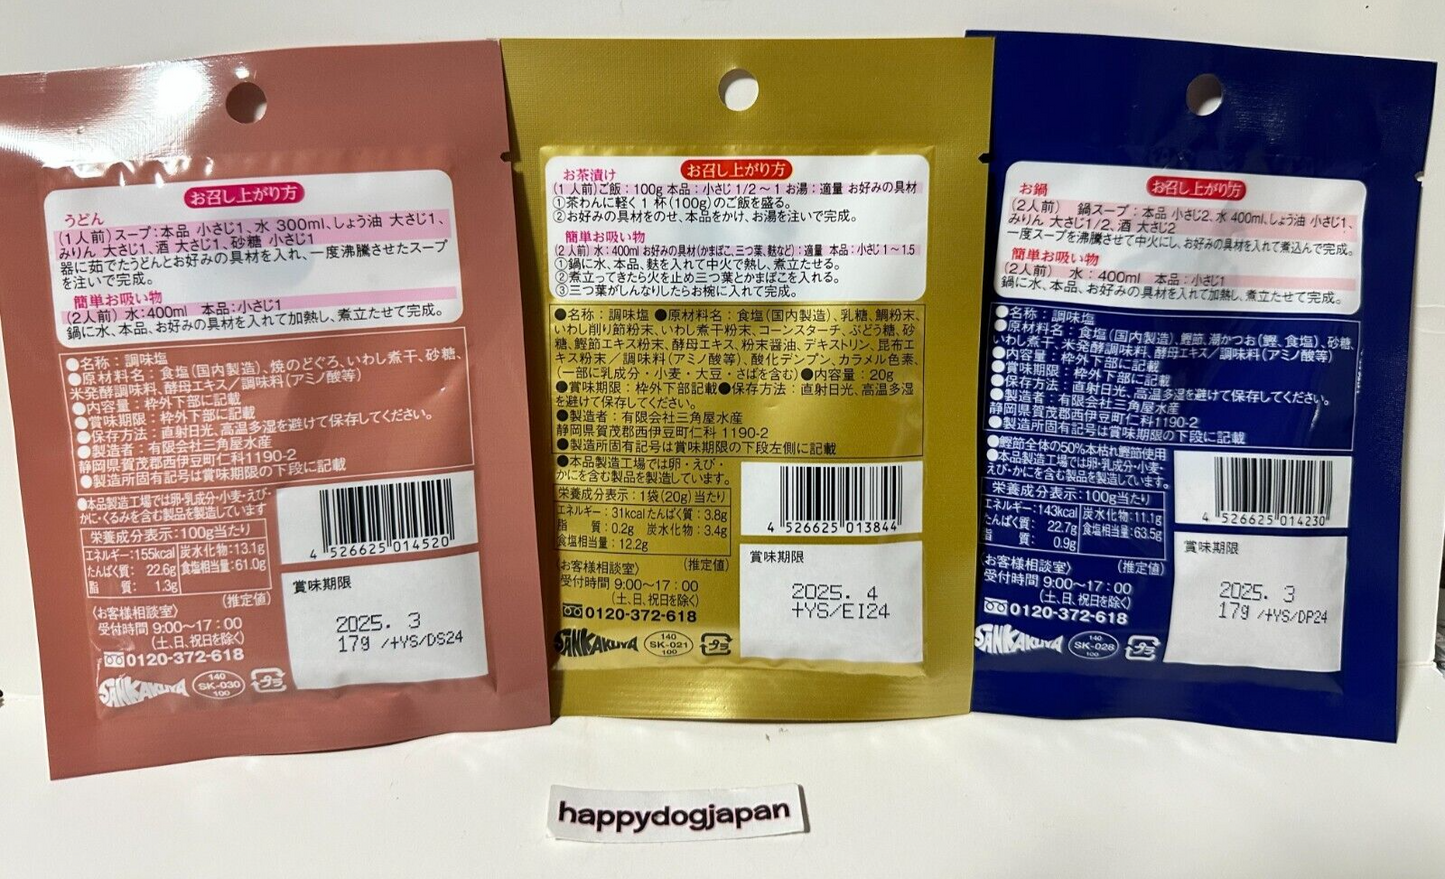 お召し上がり方
うどん
(1人前)スープ:本品 小さじ1、水 300ml、しょう油 大さじ1、
みりん 大さじ1、酒 大さじ1、砂糖 小さじ1
器に茹でたうどんとお好みの具材を入れ、一度沸騰させたスープ
を注いで完成。
簡単お吸い物
(2人前) 水:400ml 本品:小さじ1
鍋に水、本品、お好みの具材を入れて加熱し、煮立たせて完成。
●名称:調味塩
●原材料名:食塩(国内製造)、焼のどぐろ、いわし煮干、砂糖、
米発酵調味料、酵母エキス/調味料(アミノ酸等)
●内容量:枠外下部に記載
●賞味期限:枠外下部に記載
●保存方法:直射日光、高温多湿を避けて保存してください。
●製造者:有限会社三角屋水産
静岡県賀茂郡西伊豆町仁科1190-2
●製造所固有記号は賞味期限の下段に記載
●本品製造工場では卵・乳成分・小麦・えび・
かに・くるみを含む製品を製造しています
栄養成分表示:100g当たり
エネルギー:155kcal 炭水化物:13.1g
たんぱく質: 22.6g 食塩相当量:61.0g
脂 質: 1.3g
(推定値)
〈お客様相談室〉
受付時間 9:00〜17:00
(土、日、祝日を除く)
0120-372-618
SANKAKUYA
140
SK-030
100
プラ
4 526625 014520
賞味期限
2025. 3
17g /+YS/DS24
お召し上がり方
お茶漬け
(1人前)ご飯:100g 本品:小さじ1/2〜1 お湯:適量 お好みの具材
①茶わんに軽く1杯(100g)のご飯を盛る。
②お好みの具材をのせ、本品をかけ、お湯を注いで完成。
簡単お吸い物
(2人前) 水:400ml お好みの具材(かまぼこ、三つ葉、麩など):適量 本品:小さじ1〜1.5
①鍋に水、本品、麩を入れて中火で熱し、煮立たせる。
②煮立ってきたら火を止め三つ葉とかまぼこを入れる。
③三つ葉がしんなりしたらお椀に入れて完成。
●名称:調味塩 ●原材料名:食塩(国内製造)、乳糖、鯛粉末、
いわし削り節粉末、いわし煮干粉末、コーンスターチ、ぶどう糖、砂
糖、鰹節エキス粉末、酵母エキス、粉末醤油、デキストリン、昆布エ
キス粉末/調味料(アミノ酸等)、酸化デンプン、カラメル色素、
(一部に乳成分・小麦・大豆・さばを含む)●内容量:20g
●賞味期限:枠外下部に記載●保存方法:直射日光、高温多湿
を避けて保存してください。
●製造者:有限会社三角屋水産
静岡県賀茂郡西伊豆町仁科 1190-2
●製造所固有記号は賞味期限の下段左側に記載
●本品製造工場では卵・えび・
かにを含む製品を製造しています。
栄養成分表示:1袋(20g)当たり
エネルギー: 31kcal たんぱく質:3.8g
脂 質:0.2g 炭水化物:3.4g
食塩相当量:12.2g
(推定値)
〈お客様相談室〉
受付時間 9:00〜17:00
(土、日、祝日を除く)
0120-372-618
SANKAKUYA
140
SK-021
100
プラ
4 526625 013844
賞味期限
2025. 4
+YS/EI24
お召し上がり方
お鍋
(2人前) 鍋スープ:本品 小さじ2、水 400ml、しょう油 小さじ1、
みりん 大さじ1/2、酒 大さじ2
一度スープを沸騰させて中火にし、お好みの具材を入れて煮込んで完成。
簡単お吸い物
(2人前) 水:400ml 本品:小さじ1
鍋に水、本品、お好みの具材を入れて加熱し、煮立たせて完成。
●名称:調味塩
●原材料名:食塩(国内製造)、鰹節、潮かつお(鰹、食塩)、砂糖、
いわし煮干、米発酵調味料、酵母エキス/調味料(アミノ酸等)
●内容量:枠外下部に記載
●賞味期限:枠外下部に記載
●保存方法:直射日光、高温多湿を避けて保存してください。
●製造者:有限会社三角屋水産
静岡県賀茂郡西伊豆町仁科1190-2
●製造所固有記号は賞味期限の下段に記載
●鰹節全体の50%本枯れ鰹節使用
●本品製造工場では卵・乳成分・小麦・
えび・かにを含む製品を製造しています。
栄養成分表示:100g当たり
エネルギー:143kcal 炭水化物:11.1g
たんぱく質: 22.7g 食塩相当量:63.5g
脂 質: 0.9g
(推定値)
〈お客様相談室〉
受付時間 9:00〜17:00
(土、日、祝日を除く)
0120-372-618
SANKAKUYA
140
SK-028
100
プラ
4 526625 014230
賞味期限
2025. 3
17g /+YS/DP24
happydogjapan